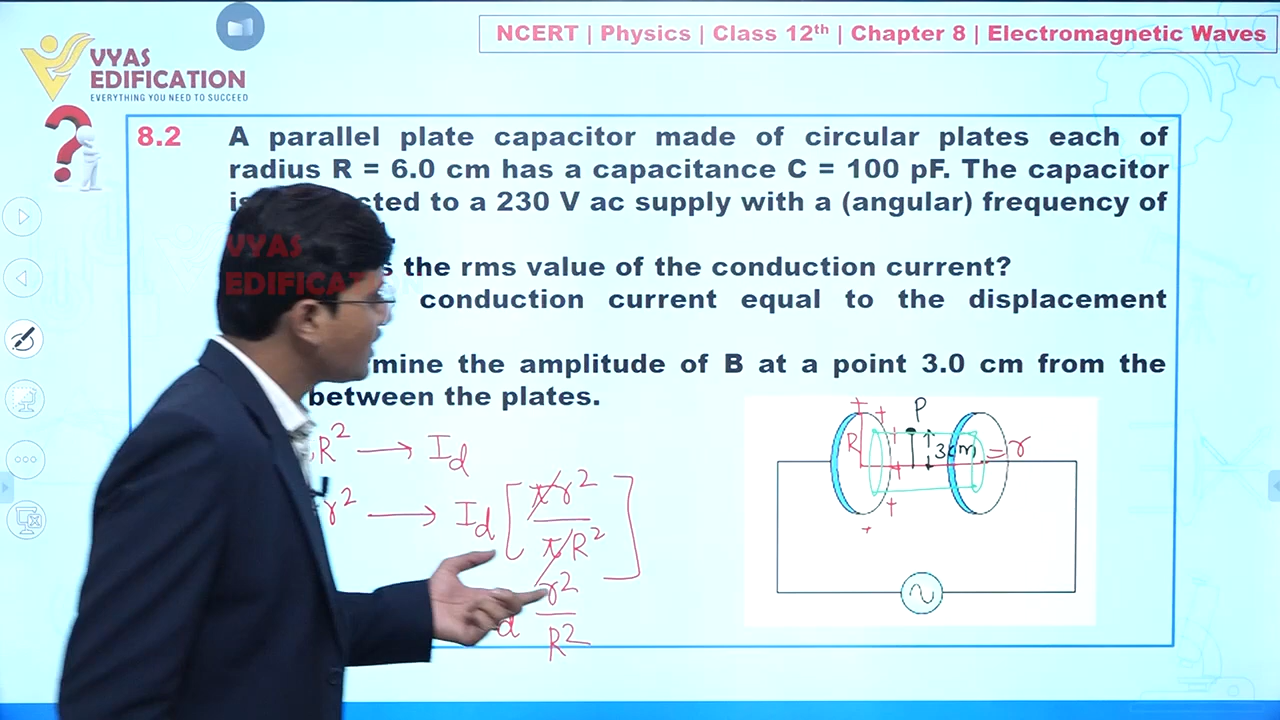 VYAS
EDIFICATION
EVERYTHING YOU NEED TO SUCCEED
NCERT | Physics | Class 12th | Chapter 8 | Electromagnetic Waves
?
8.2 A parallel plate capacitor made of circular plates each of
radius R = 6.0 cm has a capacitance C = 100 pF. The capacitor
to a 230 V ac supply with a (angular) frequency of
VYAS
EDIFICA
the rms value of the conduction current?
conduction current equal to the displacement
the amplitude of B at a point 3.0 cm from the
between the plates.
R² → I_d
r² → I_d [πr²/πR²]
d r²/R²
+ + P
+
R 3cm = r
+
+
+